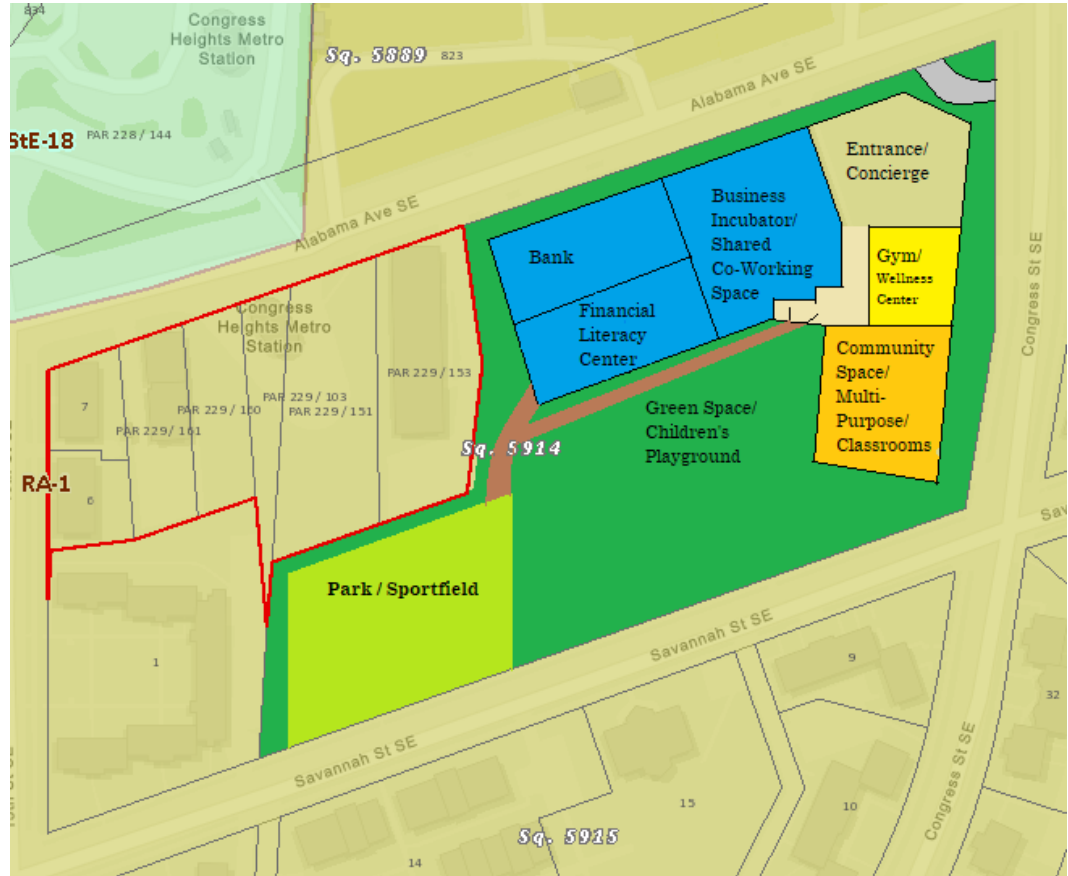 834
Congress
Heights Metro
Station
Sq. 5889
823
Alabama Ave SE
StE-18
PAR 228 / 144
Entrance/
Concierge
Business
Incubator/
Shared
Co-Working
Space
Bank
Alabama Ave SE
Gym/
Wellness
Center
Congress St SE
Financial
Literacy
Center
Congress
Heights Metro
Station
Community
Space/
Multi-
Purpose/
Classrooms
PAR 229 / 153
PAR 229 / 103
PAR 229 / 160
PAR 229 / 151
7
PAR 229 / 161
Green Space/
Children's
Playground
Sq. 5914
RA-1
6
Park / Sportfield
Savannah St SE
1
9
32
Savannah St SE
Congress St SE
15
10
Sq. 5915
14